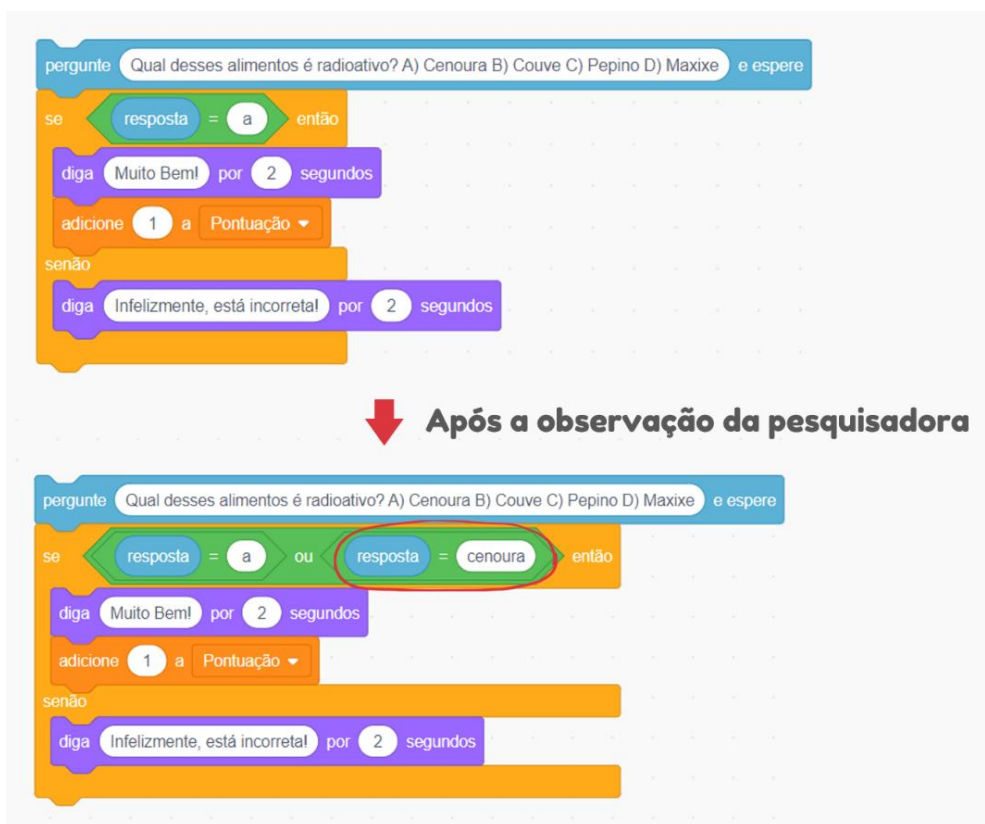 pergunte Qual desses alimentos é radioativo? A) Cenoura B) Couve C) Pepino D) Maxixe e espere
se resposta = a então
diga Muito Bem! por 2 segundos
adicione 1 a Pontuação
senão
diga Infelizmente, está incorreta! por 2 segundos
Após a observação da pesquisadora
pergunte Qual desses alimentos é radioativo? A) Cenoura B) Couve C) Pepino D) Maxixe e espere
se resposta = a ou resposta = cenoura então
diga Muito Bem! por 2 segundos
adicione 1 a Pontuação
senão
diga Infelizmente, está incorreta! por 2 segundos